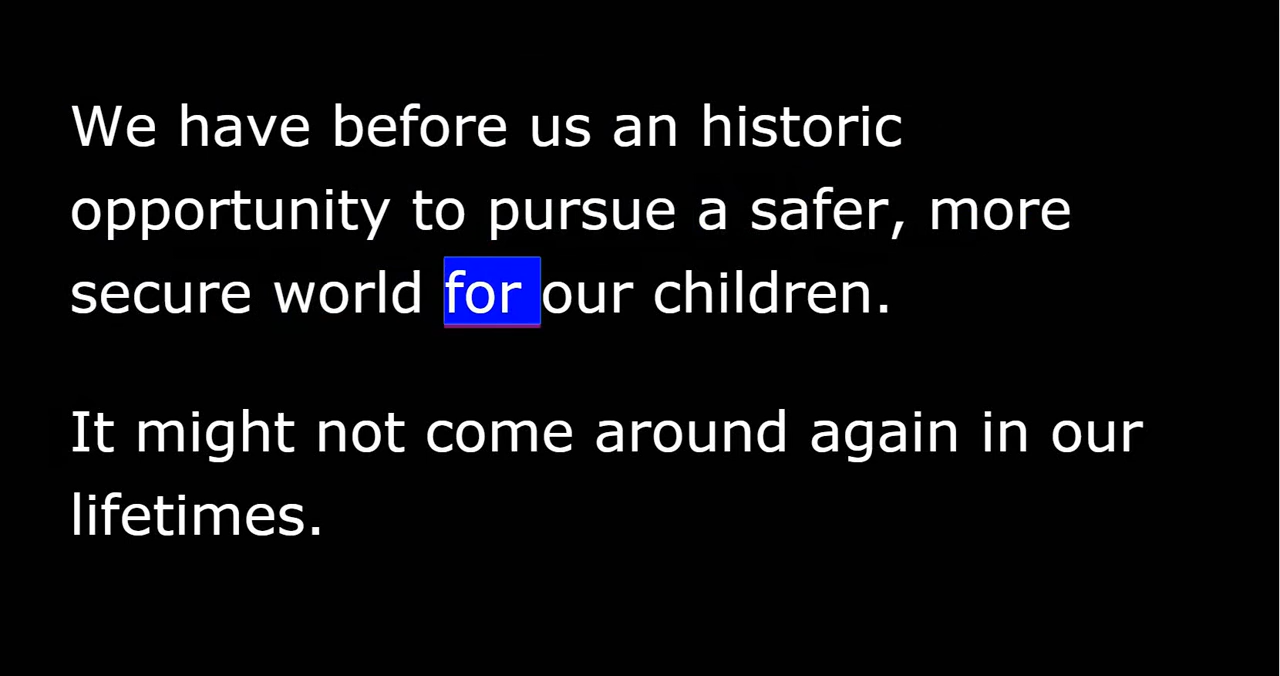 We have before us an historic
opportunity to pursue a safer, more
secure world for our children.
It might not come around again in our
lifetimes.